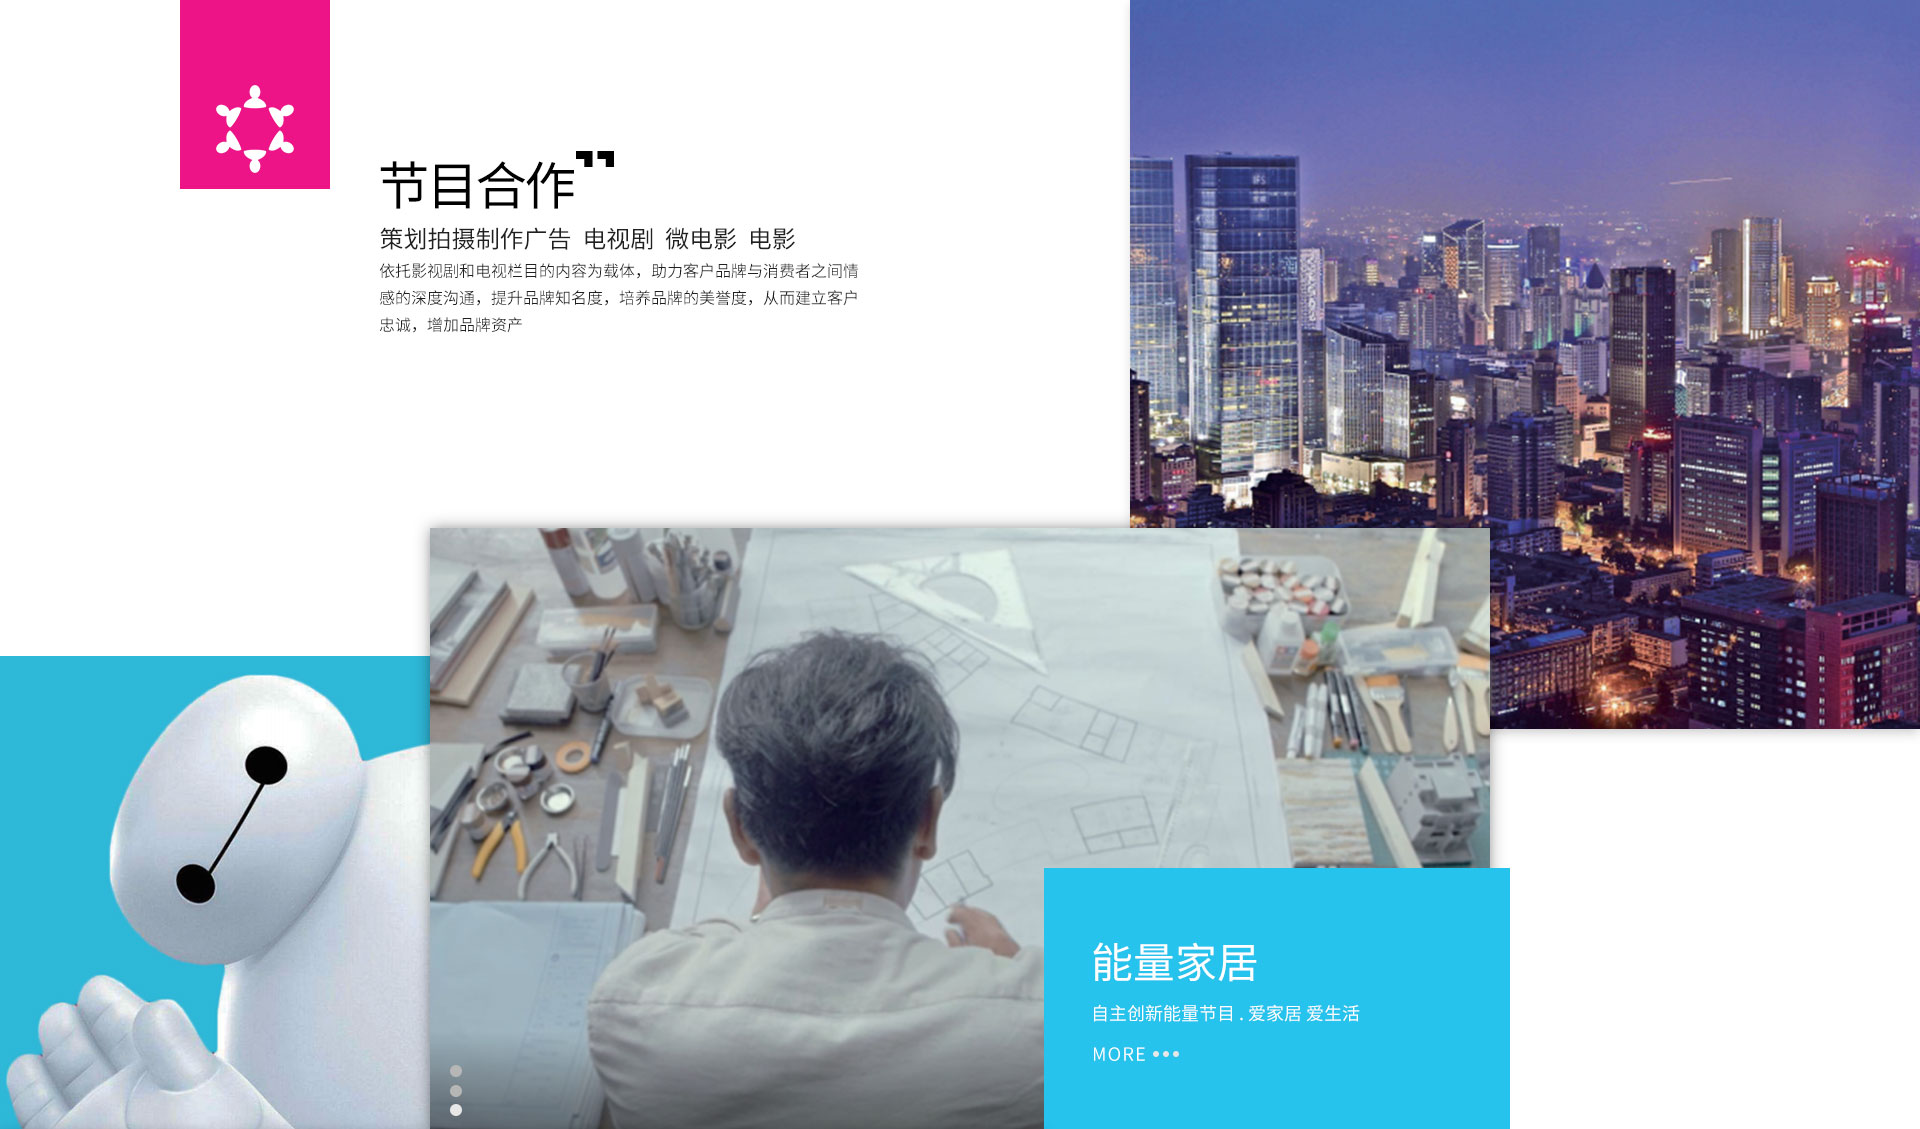 节目合作
策划拍摄制作广告 电视剧 微电影 电影
依托影视剧和电视栏目的内容为载体，助力客户品牌与消费者之间情
感的深度沟通，提升品牌知名度，培养品牌的美誉度，从而建立客户
忠诚，增加品牌资产
能量家居
自主创新能量节目 . 爱家居 爱生活
MORE